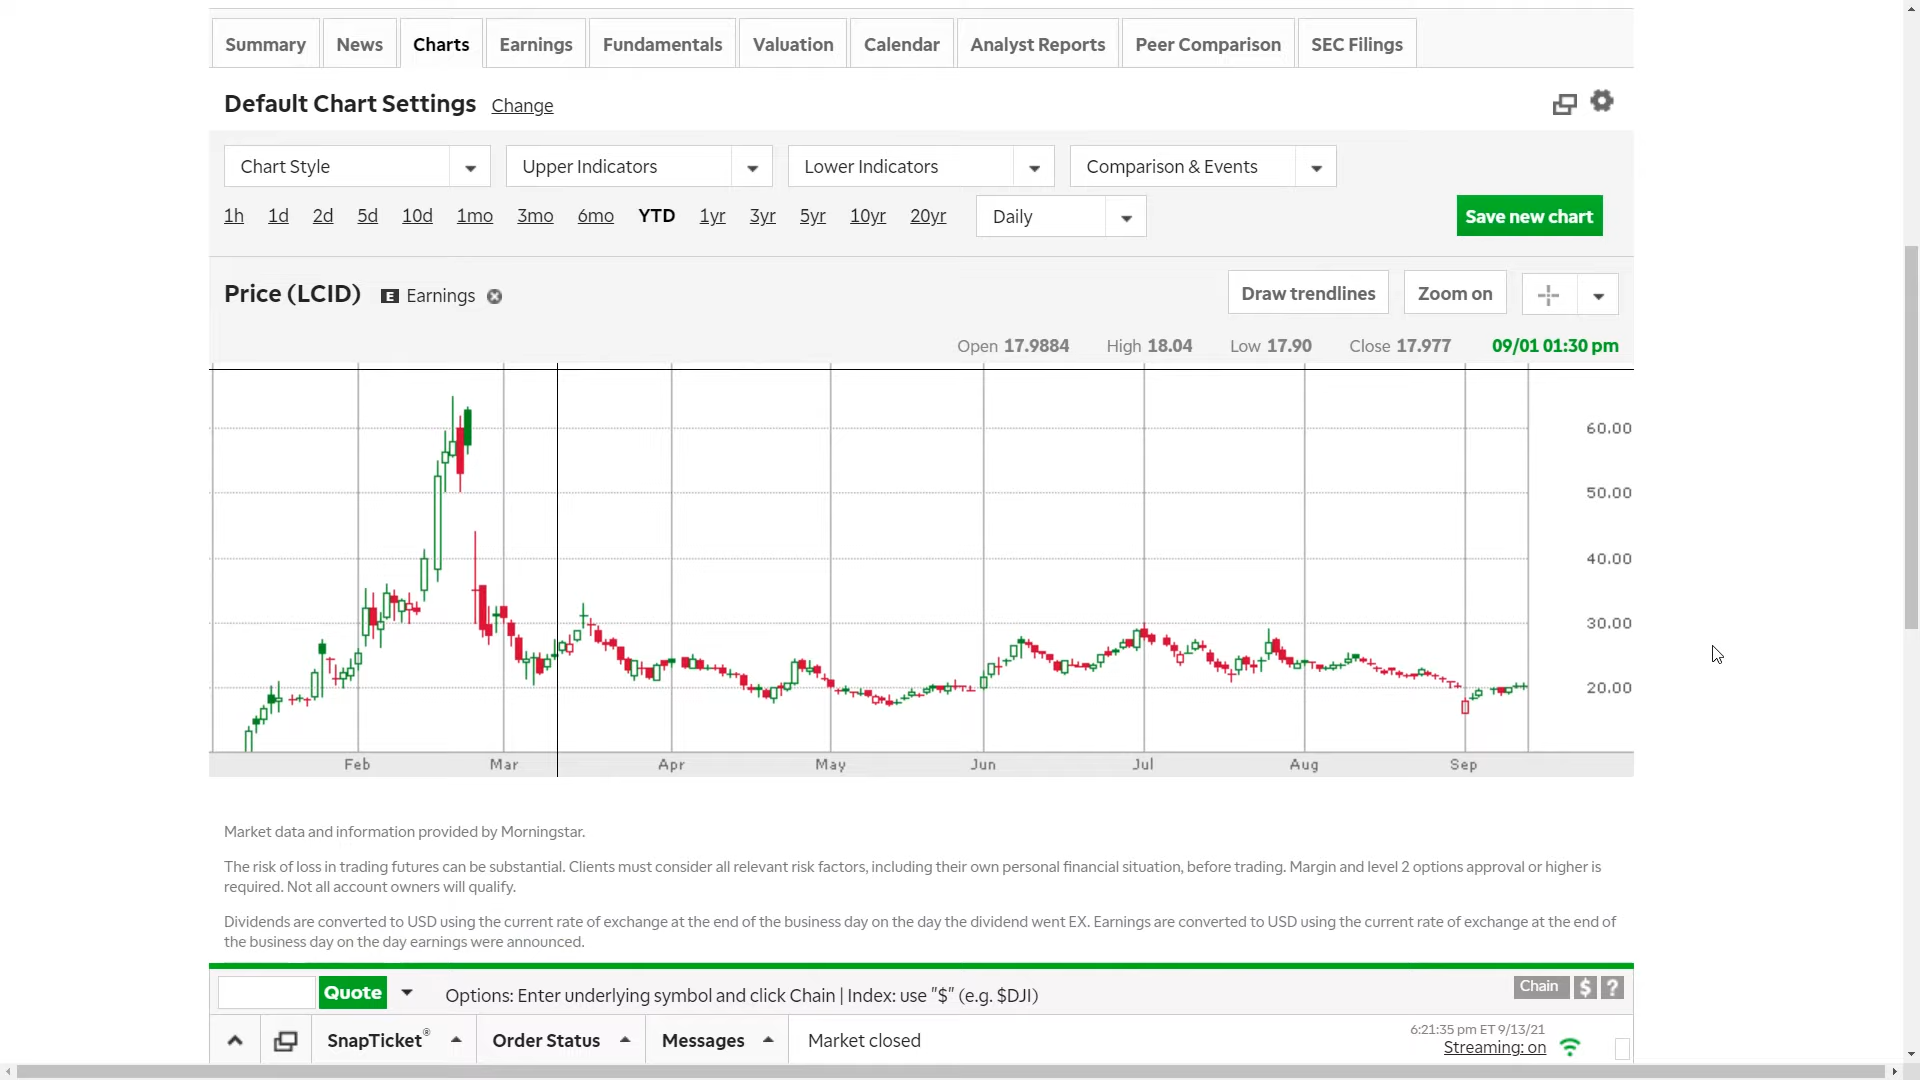 Summary News Charts Earnings Fundamentals Valuation Calendar Analyst Reports Peer Comparison SEC Filings
Default Chart Settings Change
Chart Style Upper Indicators Lower Indicators Comparison & Events
1h 1d 2d 5d 10d 1mo 3mo 6mo YTD 1yr 3yr 5yr 10yr 20yr Daily Save new chart
Price (LCID) E Earnings Draw trendlines Zoom on
Open 17.9884 High 18.04 Low 17.90 Close 17.977 09/01 01:30 pm
60.00
50.00
40.00
30.00
20.00
Feb Mar Apr May Jun Jul Aug Sep
Market data and information provided by Morningstar.
The risk of loss in trading futures can be substantial. Clients must consider all relevant risk factors, including their own personal financial situation, before trading. Margin and level 2 options approval or higher is
required. Not all account owners will qualify.
Dividends are converted to USD using the current rate of exchange at the end of the business day on the day the dividend went EX. Earnings are converted to USD using the current rate of exchange at the end of
the business day on the day earnings were announced.
Quote Options: Enter underlying symbol and click Chain | Index: use "$" (e.g. $DJI) Chain $ ?
SnapTicket® Order Status Messages Market closed
6:21:35 pm ET 9/13/21
Streaming: on